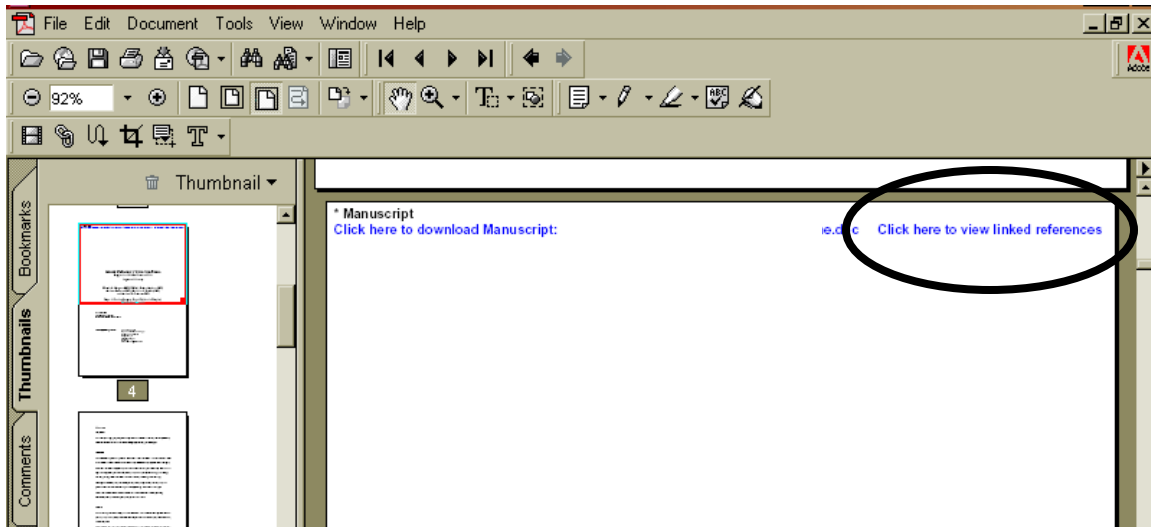 File Edit Document Tools View Window Help
Adobe
92%
Thumbnail
Bookmarks
Thumbnails
Comments
4
* Manuscript
Click here to download Manuscript: e.doc Click here to view linked references